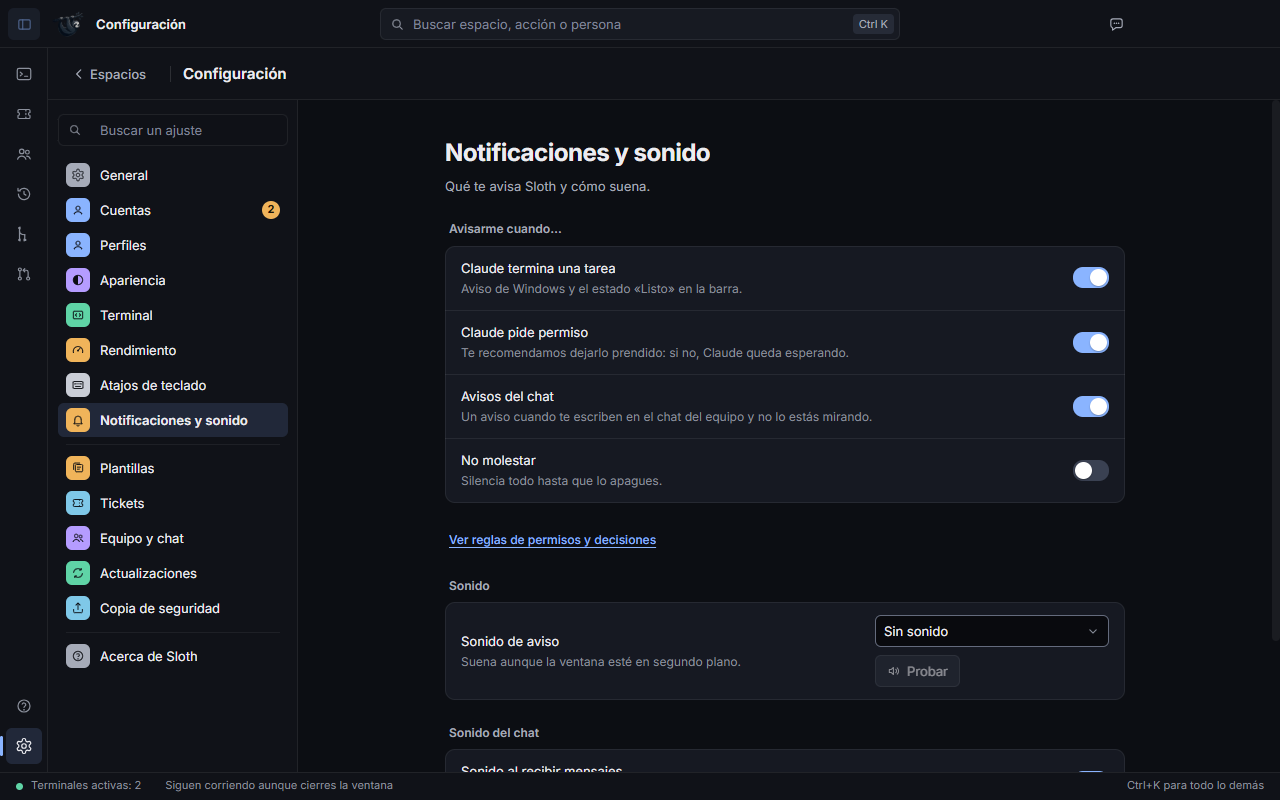 Configuración
Buscar espacio, acción o persona
Ctrl K
Espacios
Configuración
Buscar un ajuste
General
Cuentas
2
Perfiles
Apariencia
Terminal
Rendimiento
Atajos de teclado
Notificaciones y sonido
Plantillas
Tickets
Equipo y chat
Actualizaciones
Copia de seguridad
Acerca de Sloth
Notificaciones y sonido
Qué te avisa Sloth y cómo suena.
Avisarme cuando...
Claude termina una tarea
Aviso de Windows y el estado «Listo» en la barra.
Claude pide permiso
Te recomendamos dejarlo prendido: si no, Claude queda esperando.
Avisos del chat
Un aviso cuando te escriben en el chat del equipo y no lo estás mirando.
No molestar
Silencia todo hasta que lo apagues.
Ver reglas de permisos y decisiones
Sonido
Sonido de aviso
Suena aunque la ventana esté en segundo plano.
Sin sonido
Probar
Sonido del chat
Sonido al recibir mensajes
Terminales activas: 2
Siguen corriendo aunque cierres la ventana
Ctrl+K para todo lo demás